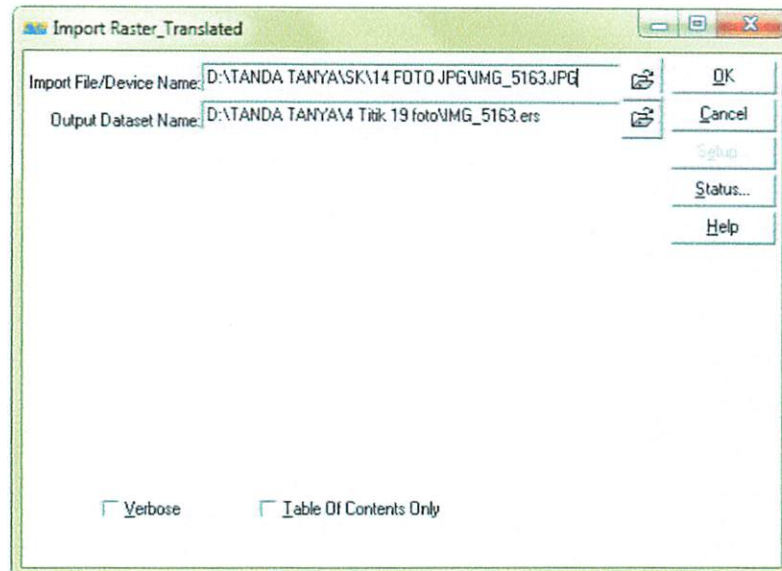 Import Raster_Translated
Import File/Device Name: D:\TANDA TANYA\SK\14 FOTO JPG\IMG_5163.JPG
OK
Output Dataset Name: D:\TANDA TANYA\4 Titik 19 foto\IMG_5163.ers
Cancel
Setup...
Status...
Help
Verbose
Table Of Contents Only